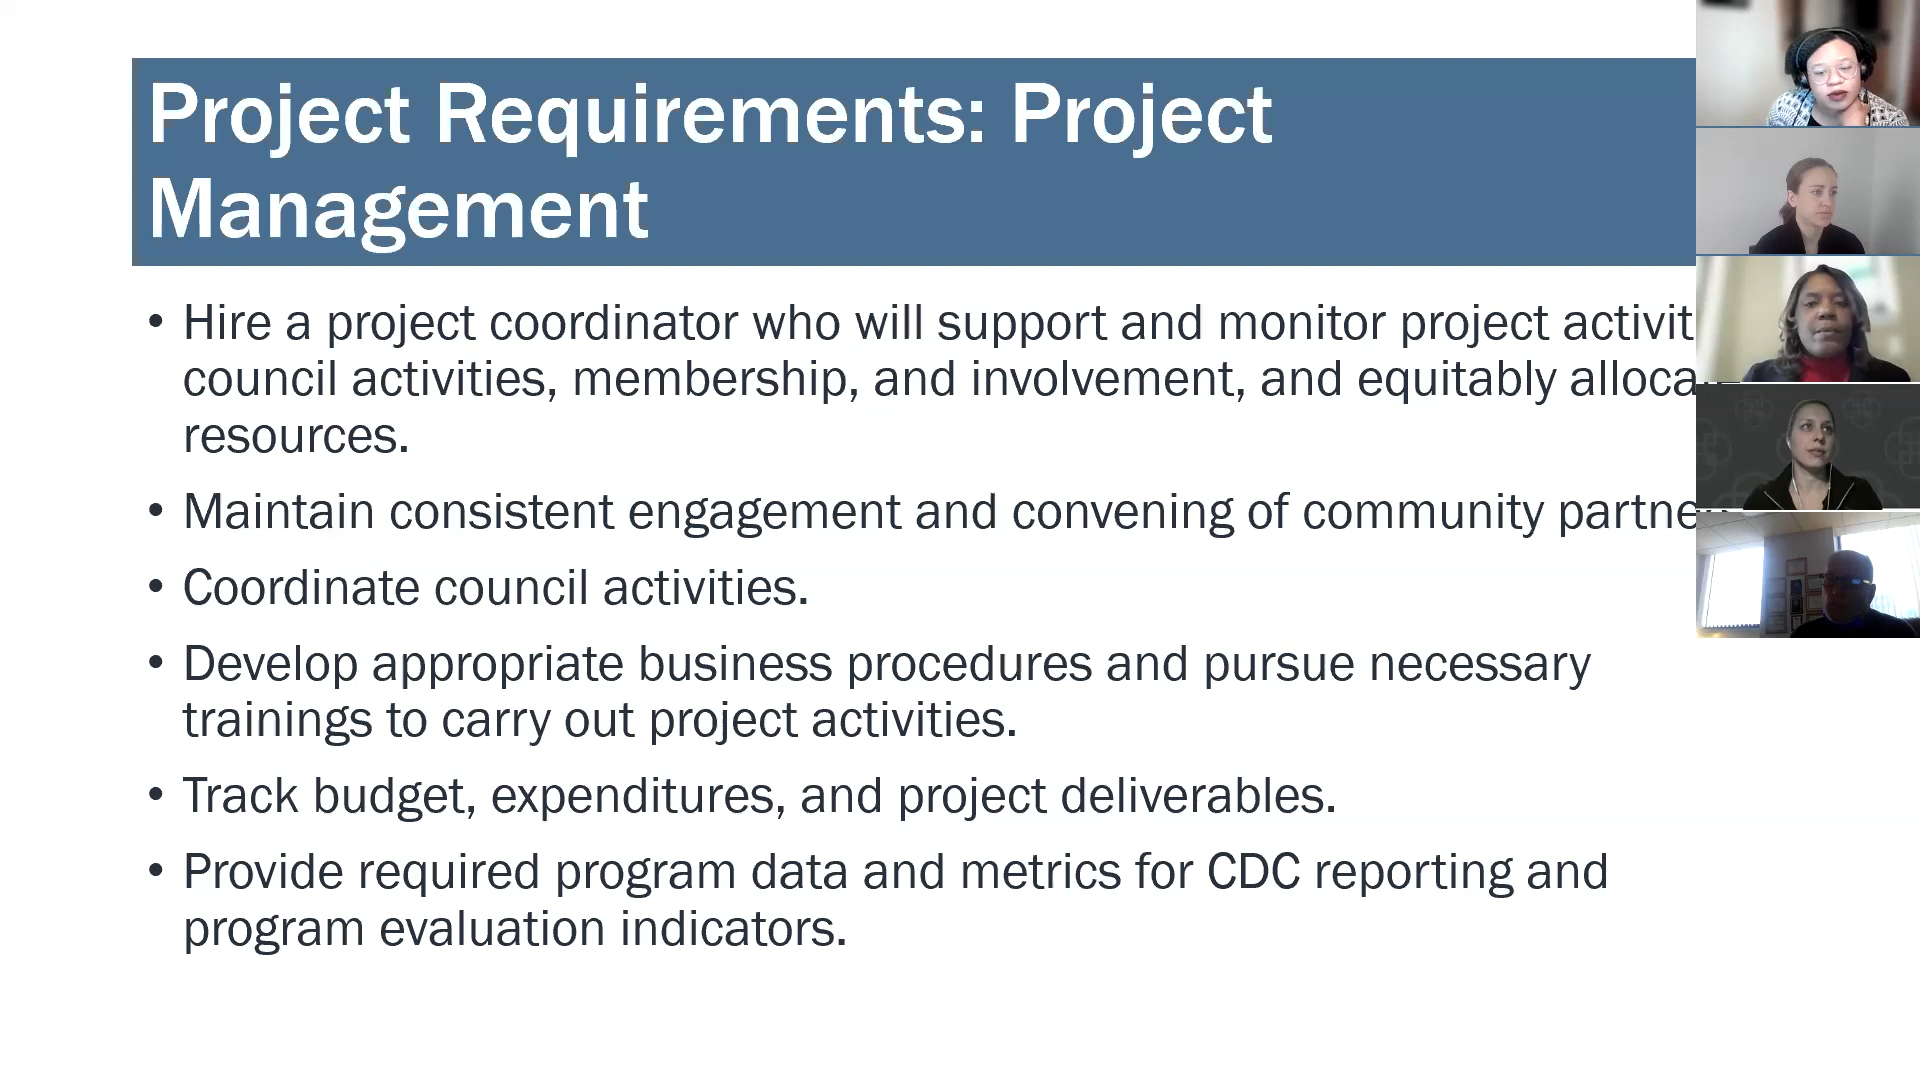 Project Requirements: Project
Management
• Hire a project coordinator who will support and monitor project activit
council activities, membership, and involvement, and equitably alloca
resources.
• Maintain consistent engagement and convening of community partne
• Coordinate council activities.
• Develop appropriate business procedures and pursue necessary
trainings to carry out project activities.
• Track budget, expenditures, and project deliverables.
• Provide required program data and metrics for CDC reporting and
program evaluation indicators.